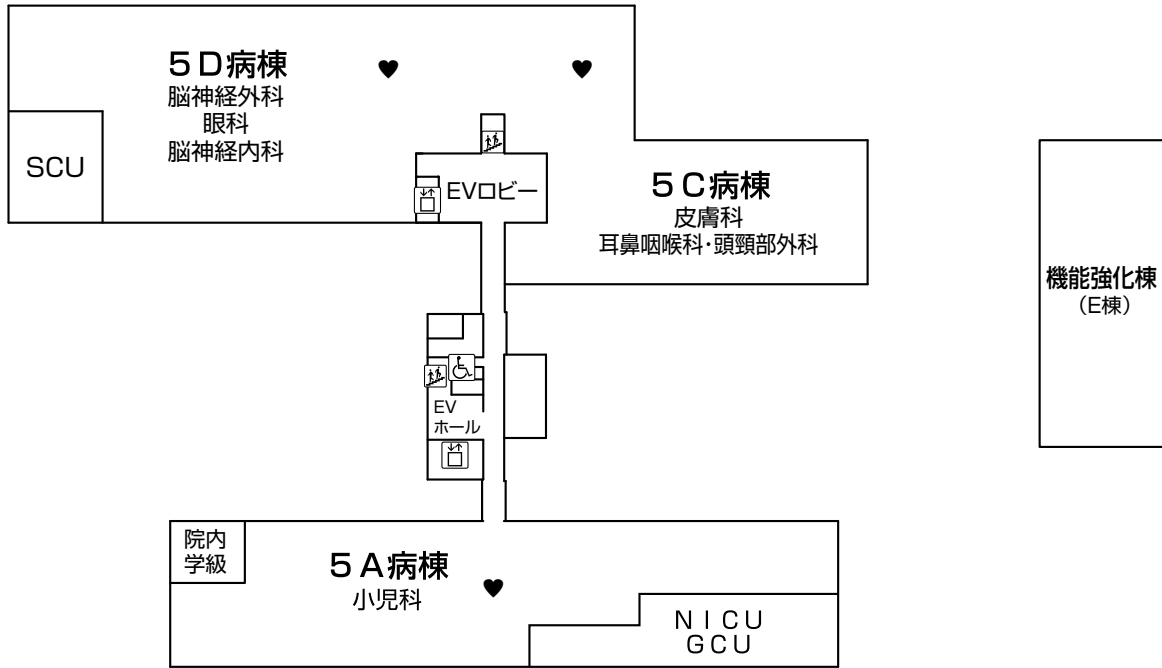 ５Ｄ病棟
脳神経外科
眼科
脳神経内科
SCU
EVロビー
５Ｃ病棟
皮膚科
耳鼻咽喉科・頭頸部外科
機能強化棟
（E棟）
EV
ホール
院内
学級
５Ａ病棟
小児科
ＮＩＣＵ
ＧＣＵ